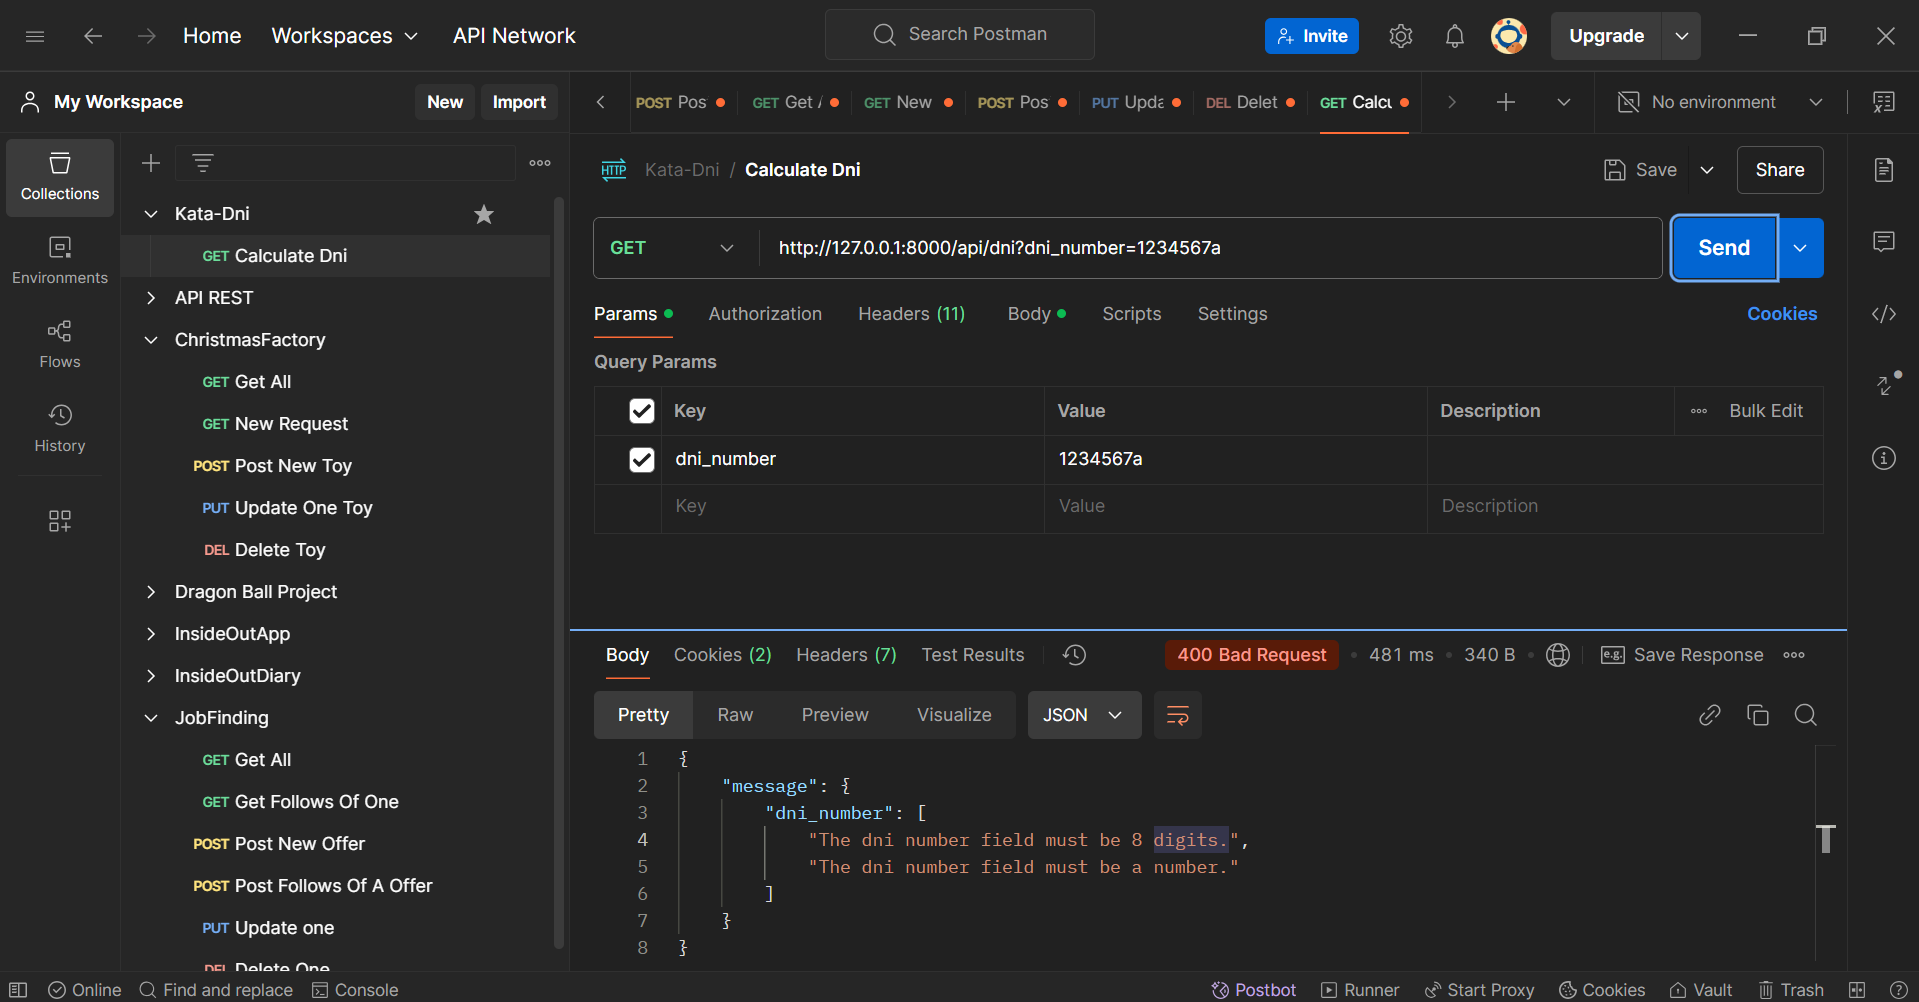 Home Workspaces API Network Search Postman Invite Upgrade
My Workspace New Import
POST Pos GET Get GET New POST Pos PUT Upda DEL Delet GET Calcu No environment
Collections
Environments
Flows
History
Kata-Dni
GET Calculate Dni
API REST
ChristmasFactory
GET Get All
GET New Request
POST Post New Toy
PUT Update One Toy
DEL Delete Toy
Dragon Ball Project
InsideOutApp
InsideOutDiary
JobFinding
GET Get All
GET Get Follows Of One
POST Post New Offer
POST Post Follows Of A Offer
PUT Update one
DEL Delete One
HTTP Kata-Dni / Calculate Dni Save Share
GET http://127.0.0.1:8000/api/dni?dni_number=1234567a Send
Params Authorization Headers (11) Body Scripts Settings Cookies
Query Params
Key Value Description Bulk Edit
dni_number 1234567a
Key Value Description
Body Cookies (2) Headers (7) Test Results 400 Bad Request 481 ms 340 B e.g. Save Response
Pretty Raw Preview Visualize JSON
1 {
2 "message": {
3 "dni_number": [
4 "The dni number field must be 8 digits.",
5 "The dni number field must be a number."
6 ]
7 }
8 }
Online Find and replace Console Postbot Runner Start Proxy Cookies Vault Trash